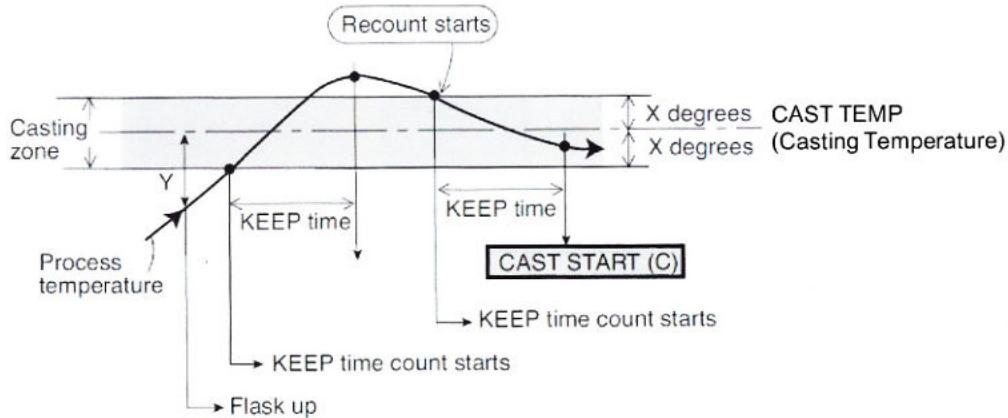 Recount starts
X degrees
CAST TEMP
Casting
zone
X degrees
(Casting Temperature)
Y
KEEP time
KEEP time
Process
temperature
CAST START (C)
KEEP time count starts
KEEP time count starts
Flask up